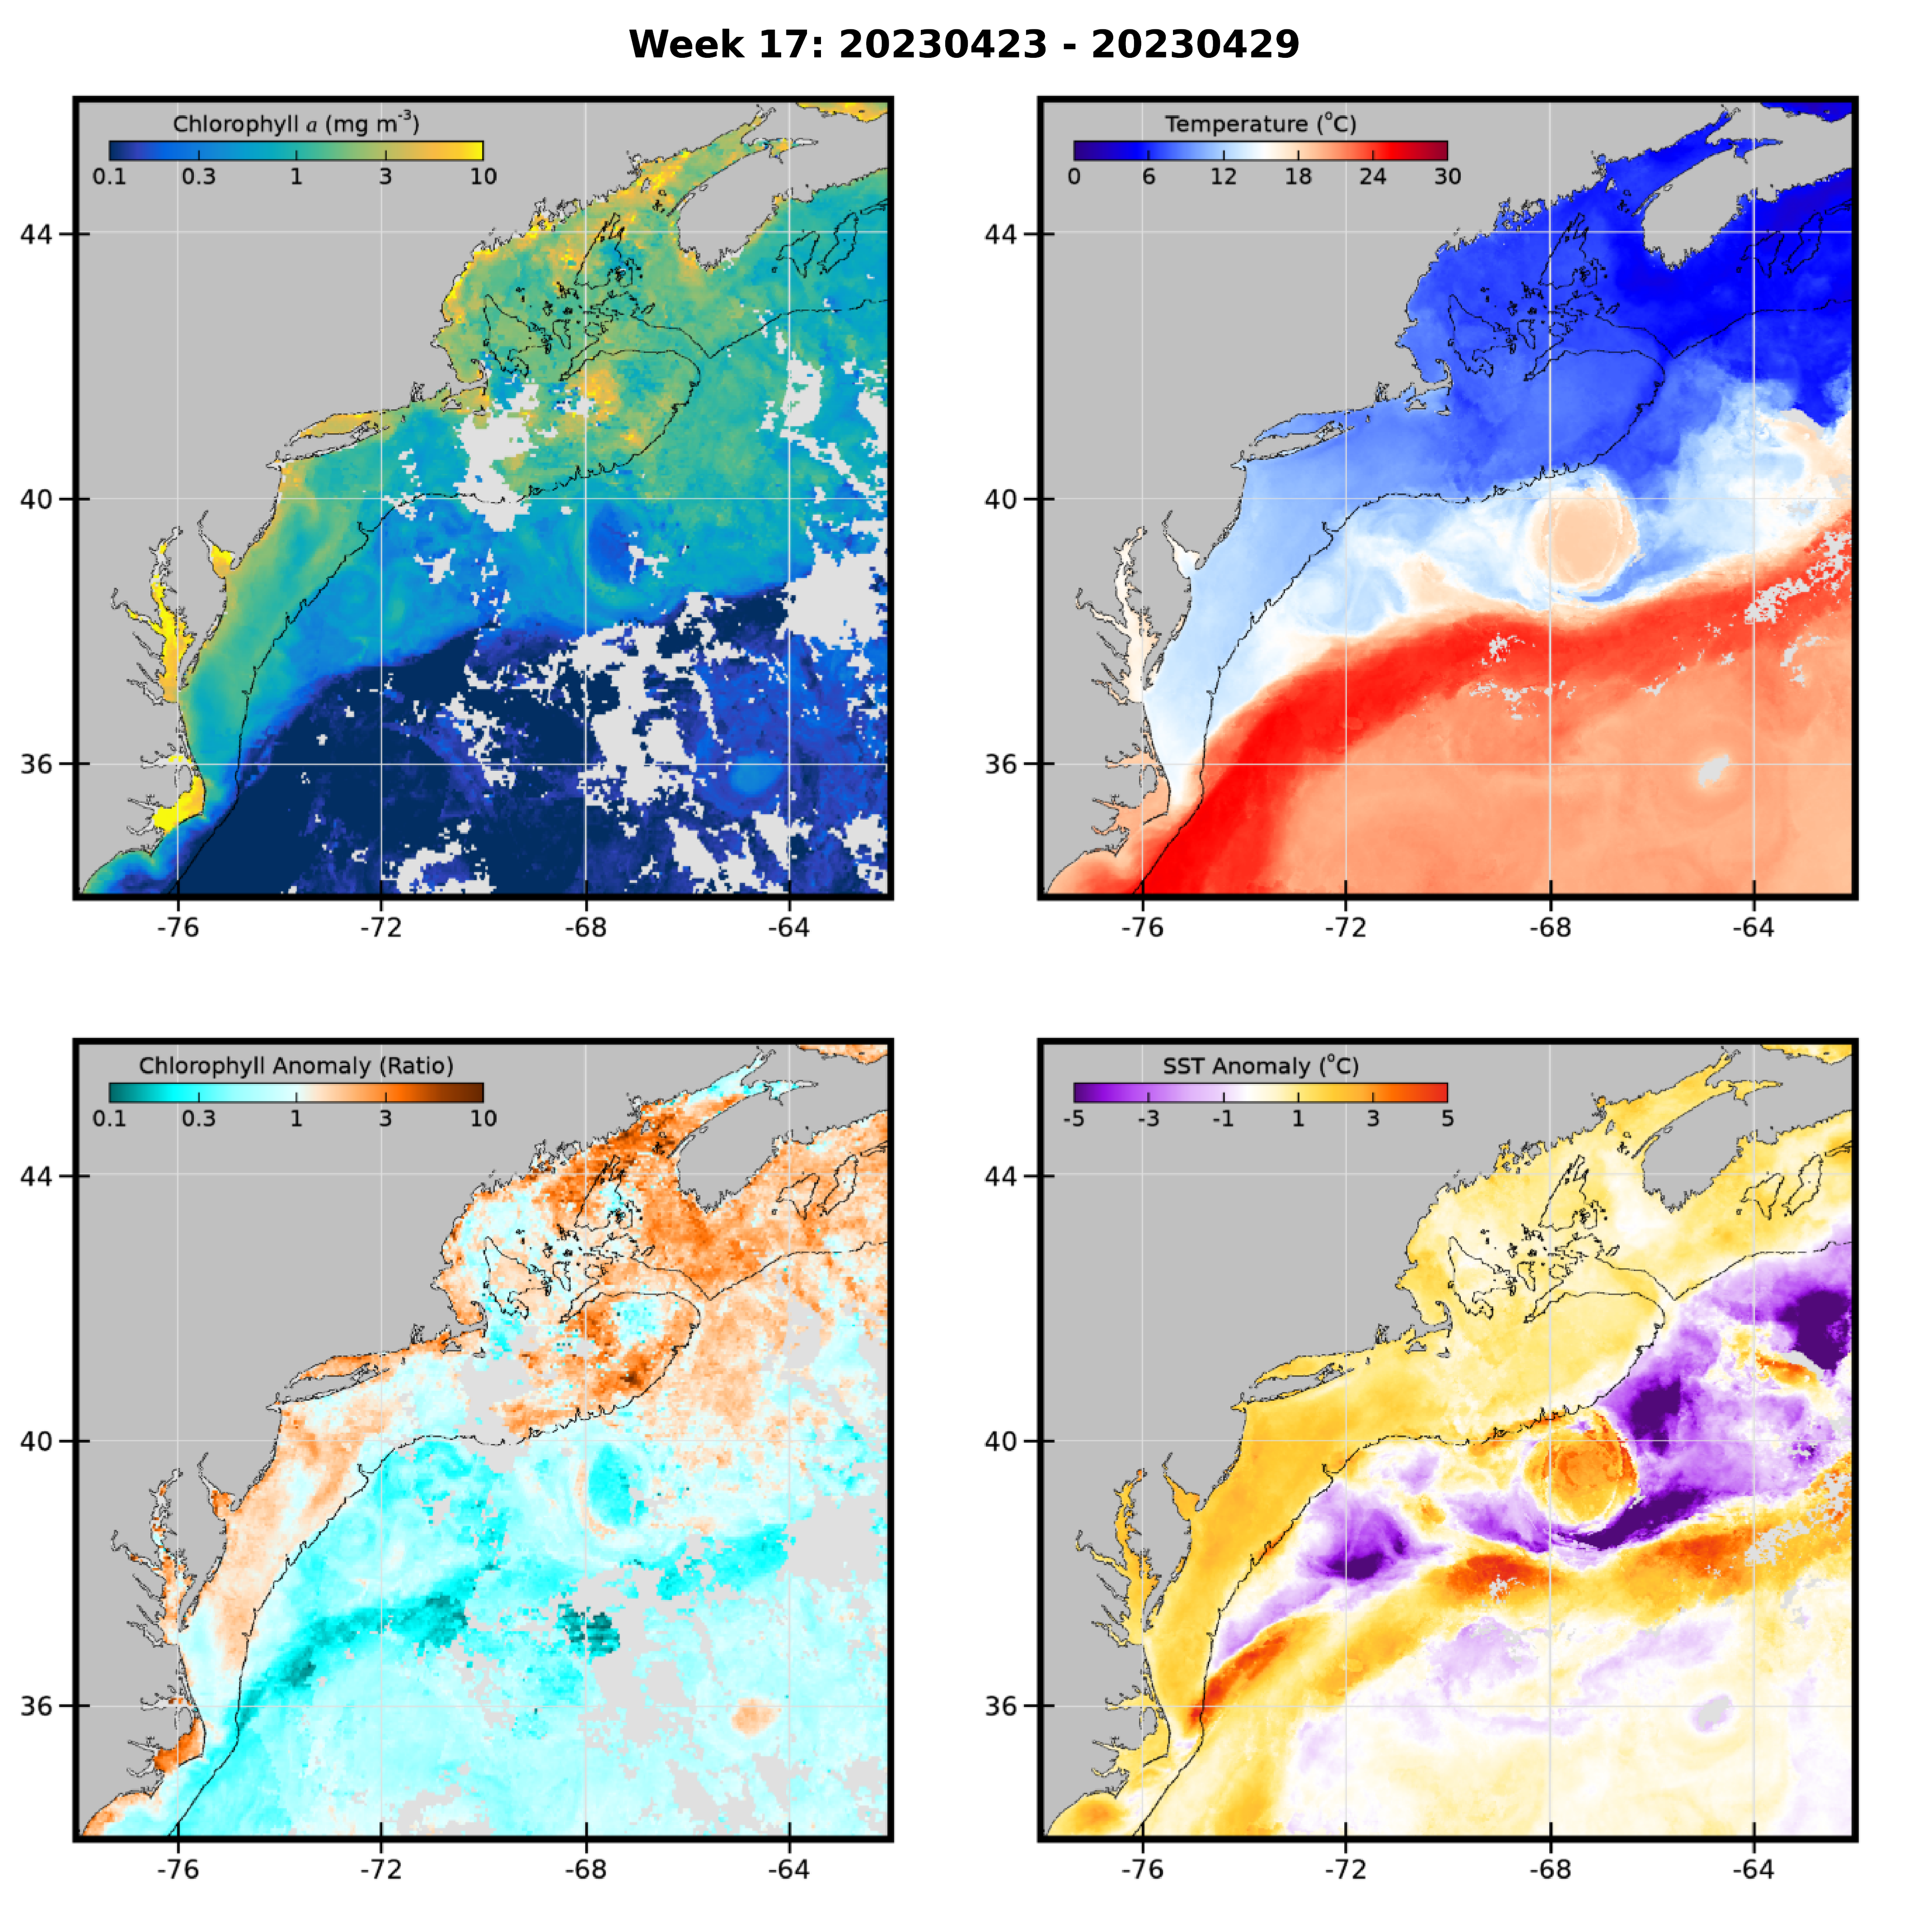 Week 17: 20230423 - 20230429
Chlorophyll a (mg m-3)
0.1 0.3 1 3 10
44
40
36
-76 -72 -68 -64
Temperature (oC)
0 6 12 18 24 30
44
40
36
-76 -72 -68 -64
Chlorophyll Anomaly (Ratio)
0.1 0.3 1 3 10
44
40
36
-76 -72 -68 -64
SST Anomaly (oC)
-5 -3 -1 1 3 5
44
40
36
-76 -72 -68 -64